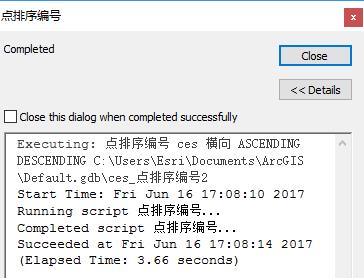 点排序编号
Completed
Close
<< Details
Close this dialog when completed successfully
Executing: 点排序编号 ces 横向 ASCENDING
DESCENDING C:\Users\Esri\Documents\ArcGIS
\Default.gdb\ces_点排序编号2
Start Time: Fri Jun 16 17:08:10 2017
Running script 点排序编号...
Completed script 点排序编号...
Succeeded at Fri Jun 16 17:08:14 2017
(Elapsed Time: 3.66 seconds)